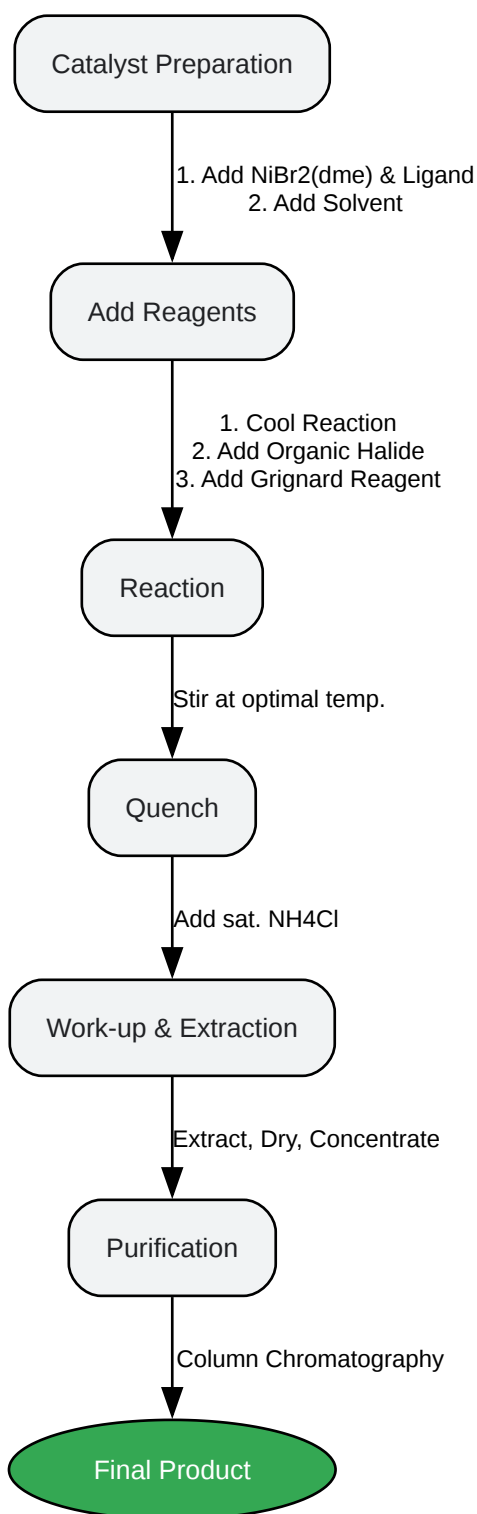 Catalyst Preparation
1. Add NiBr2(dme) & Ligand
2. Add Solvent
Add Reagents
1. Cool Reaction
2. Add Organic Halide
3. Add Grignard Reagent
Reaction
Stir at optimal temp.
Quench
Add sat. NH4Cl
Work-up & Extraction
Extract, Dry, Concentrate
Purification
Column Chromatography
Final Product